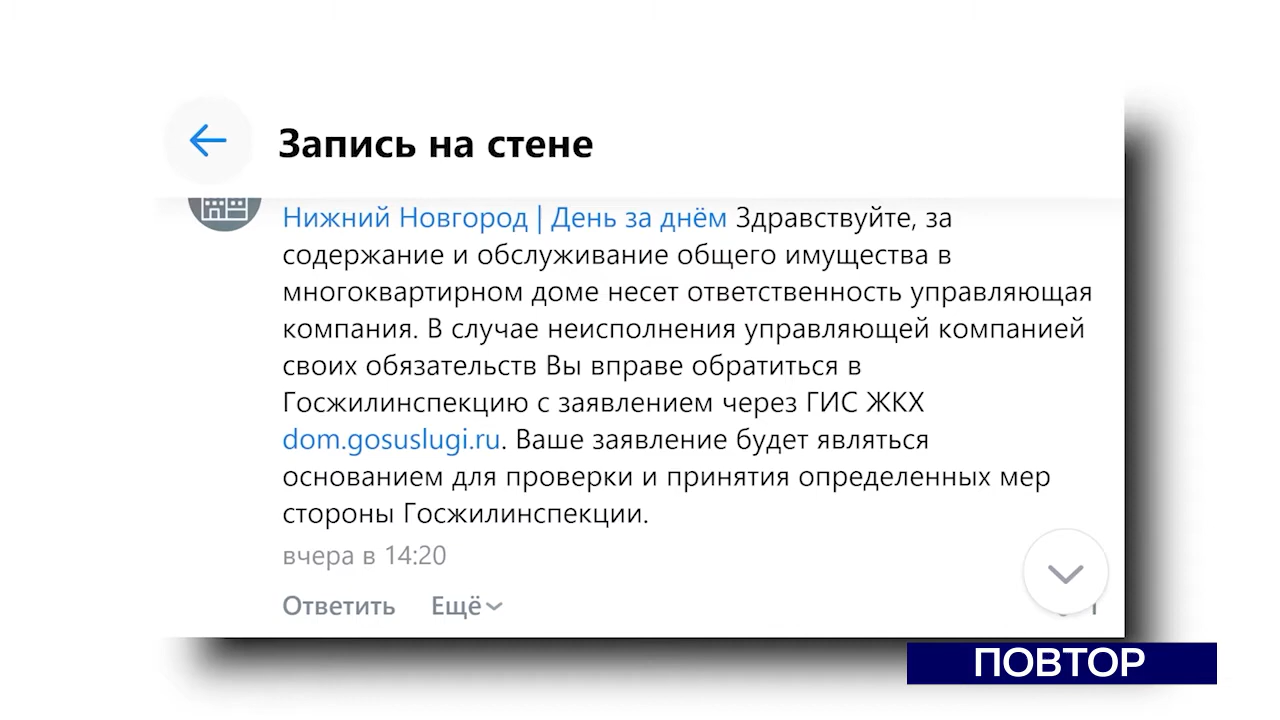 Запись на стене
Нижний Новгород | День за днём Здравствуйте, за
содержание и обслуживание общего имущества в
многоквартирном доме несет ответственность управляющая
компания. В случае неисполнения управляющей компанией
своих обязательств Вы вправе обратиться в
Госжилинспекцию с заявлением через ГИС ЖКХ
dom.gosuslugi.ru. Ваше заявление будет являться
основанием для проверки и принятия определенных мер
стороны Госжилинспекции.
вчера в 14:20
Ответить Ещё
ПОВТОР